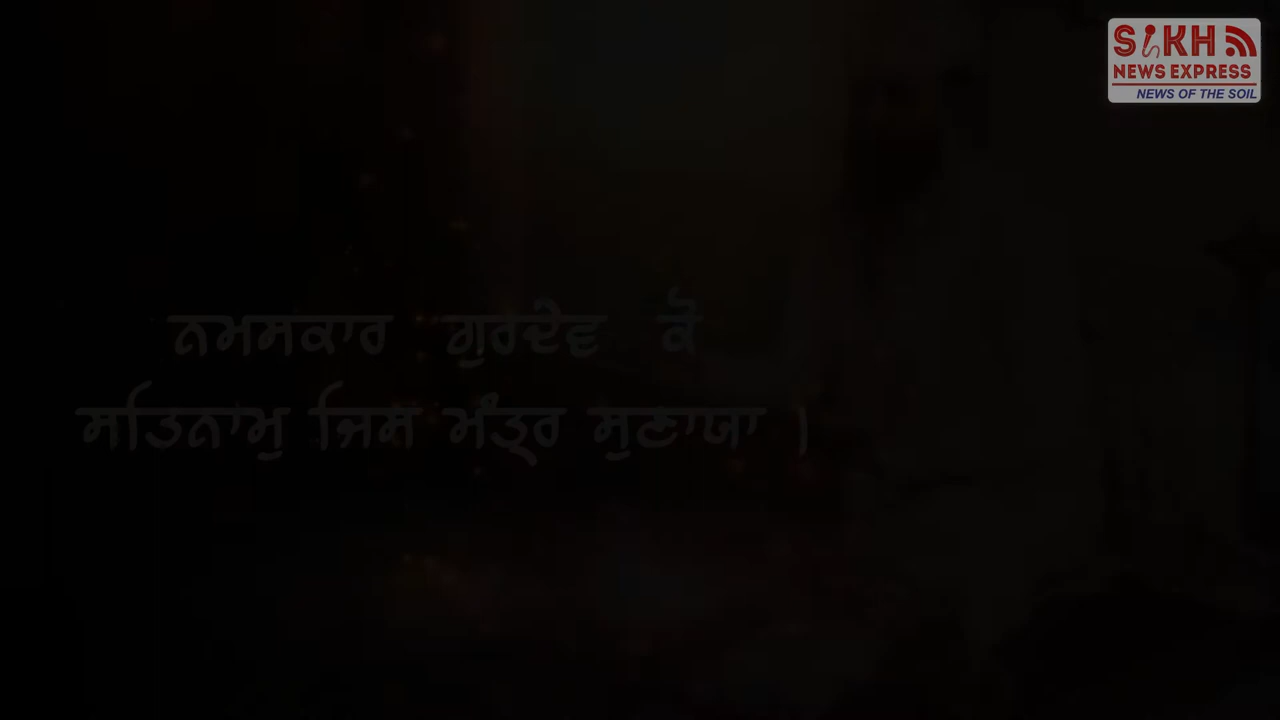 SIKH
NEWS EXPRESS
NEWS OF THE SOIL
ਨਮਸਕਾਰ ਗੁਰਦੇਵ ਕੋ
ਸਤਿਨਾਮੁ ਜਿਸ ਮੰਤ੍ਰ ਸੁਣਾਯਾ ।